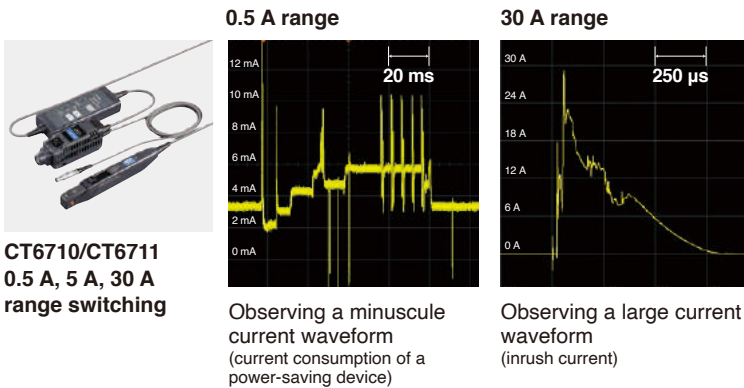 0.5 A range
30 A range
12 mA
10 mA
8 mA
6 mA
4 mA
2 mA
0 mA
20 ms
30 A
24 A
18 A
12 A
6 A
0 A
250 µs
CT6710/CT6711
0.5 A, 5 A, 30 A
range switching
Observing a minuscule
current waveform
(current consumption of a
power-saving device)
Observing a large current
waveform
(inrush current)